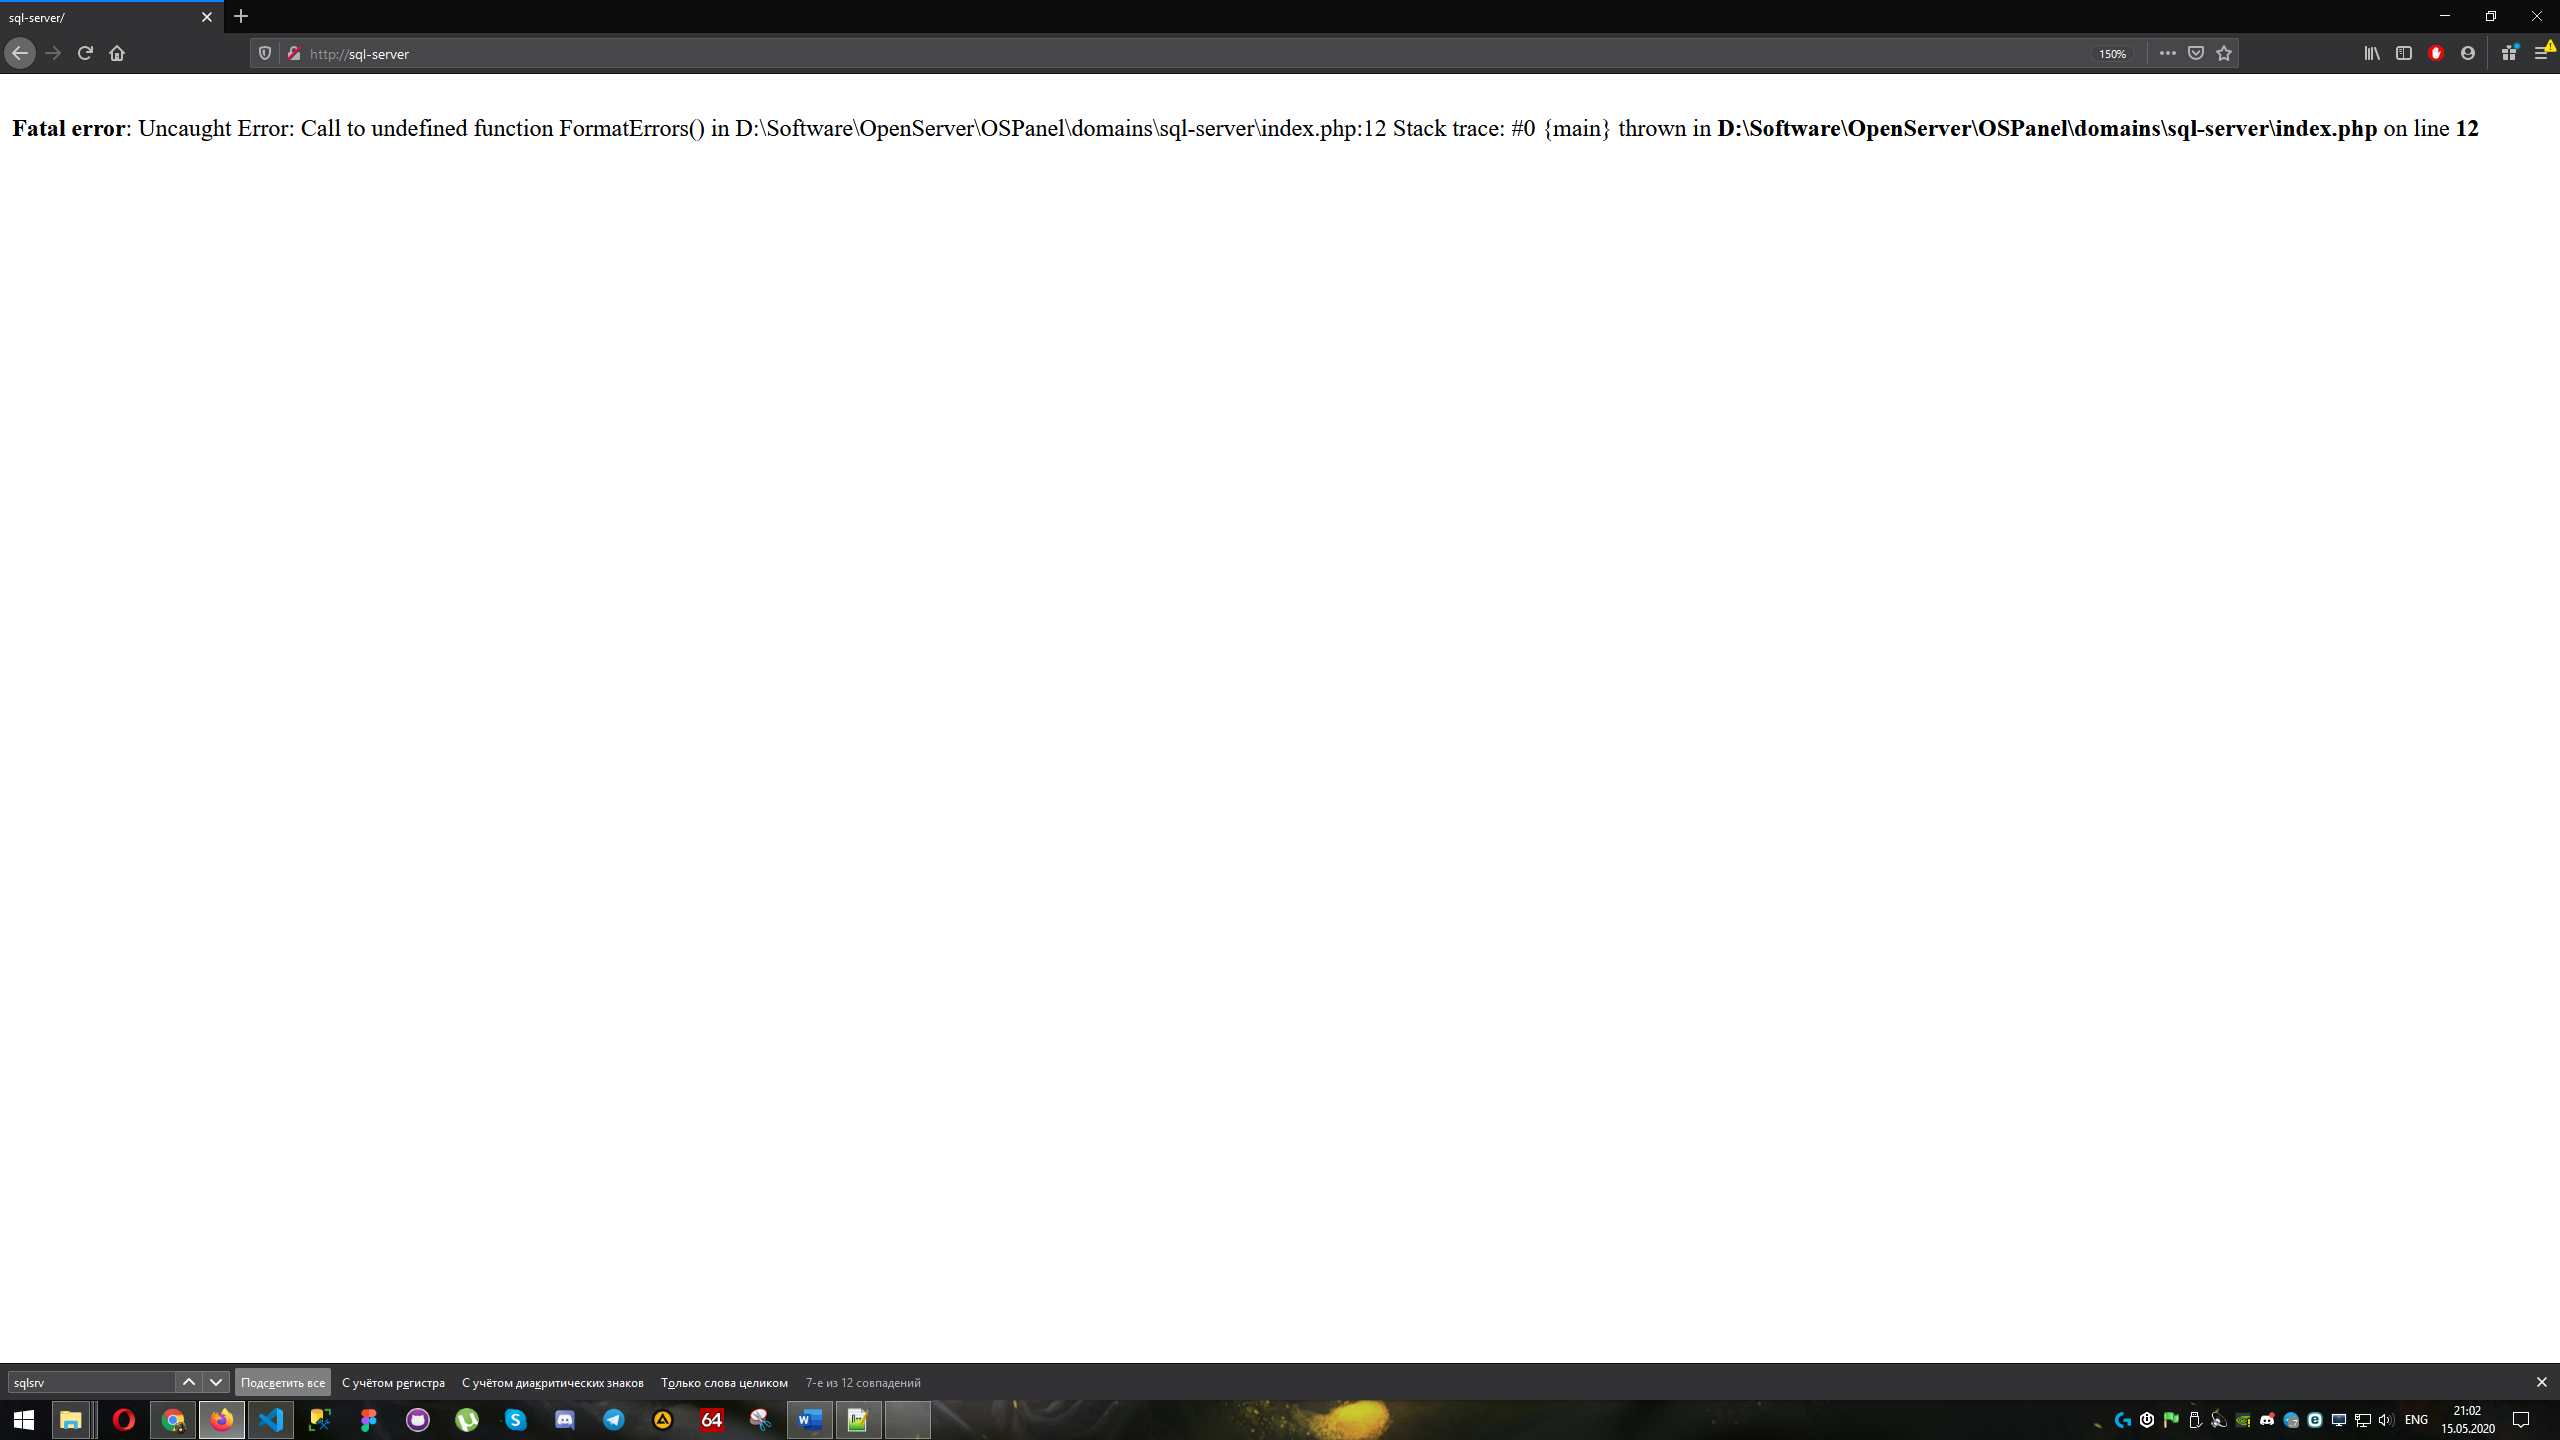 sql-server/
http://sql-server
150%
Fatal error: Uncaught Error: Call to undefined function FormatErrors() in D:\Software\OpenServer\OSPanel\domains\sql-server\index.php:12 Stack trace: #0 {main} thrown in D:\Software\OpenServer\OSPanel\domains\sql-server\index.php on line 12
sqlsrv
Подсветить все
С учётом регистра
С учётом диакритических знаков
Только слова целиком
7-е из 12 совпадений
64
ENG
21:02
15.05.2020